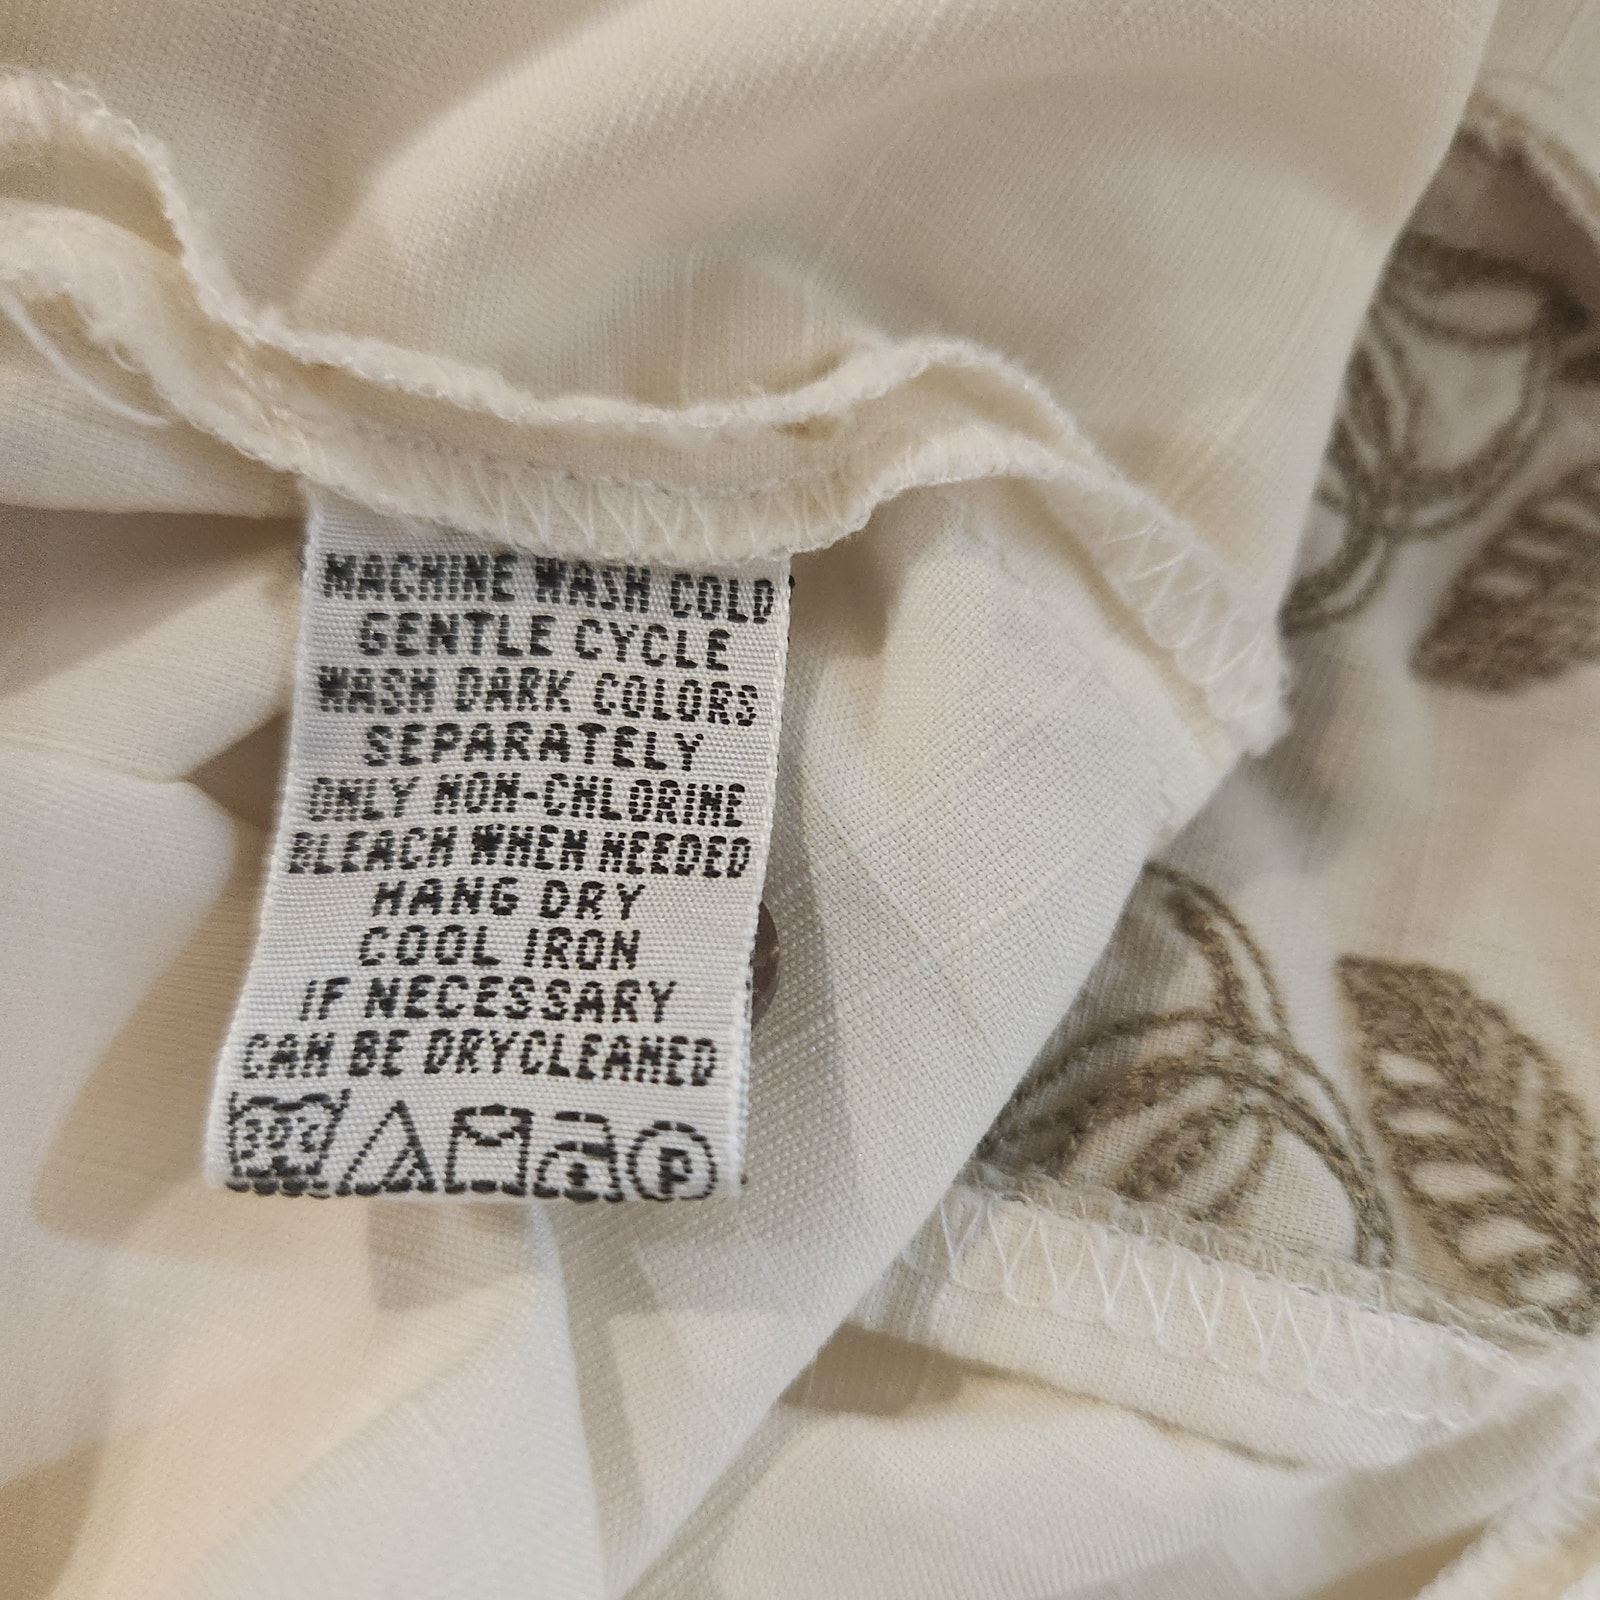 MACHINE WASH COLD
GENTLE CYCLE
WASH DARK COLORS
SEPARATELY
ONLY NON-CHLORINE
BLEACH WHEN NEEDED
HANG DRY
COOL IRON
IF NECESSARY
CAN BE DRYCLEANED
30°C P